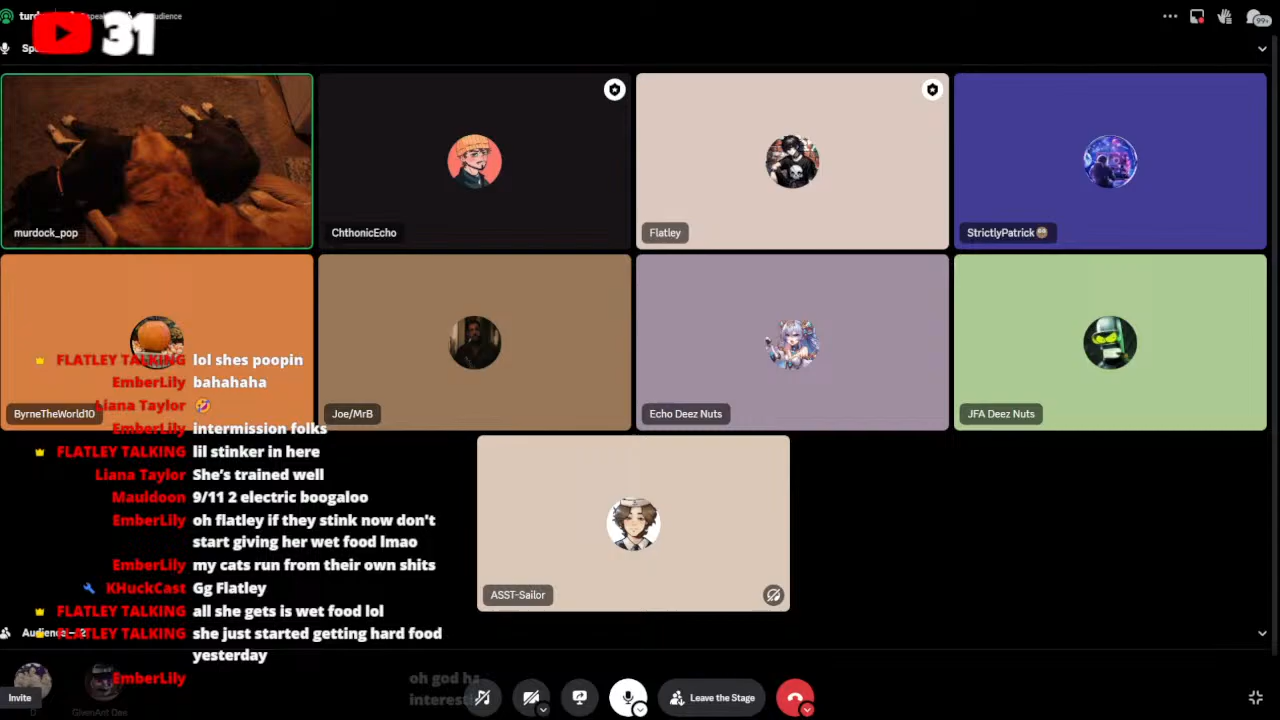 31
murdock_pop
ChthonicEcho
Flatley
StrictlyPatrick
ByrneTheWorld10
Joe/MrB
Echo Deez Nuts
JFA Deez Nuts
FLATLEY TALKING lol shes poopin
EmberLily bahahaha
Liana Taylor 🤣
EmberLily intermission folks
FLATLEY TALKING lil stinker in here
Liana Taylor She's trained well
Mauldoon 9/11 2 electric boogaloo
EmberLily oh flatley if they stink now don't
start giving her wet food lmao
EmberLily my cats run from their own shits
KHuckCast Gg Flatley
FLATLEY TALKING all she gets is wet food lol
FLATLEY TALKING she just started getting hard food
yesterday
EmberLily oh god
ASST-Sailor
Audience
Invite
Leave the Stage
99+